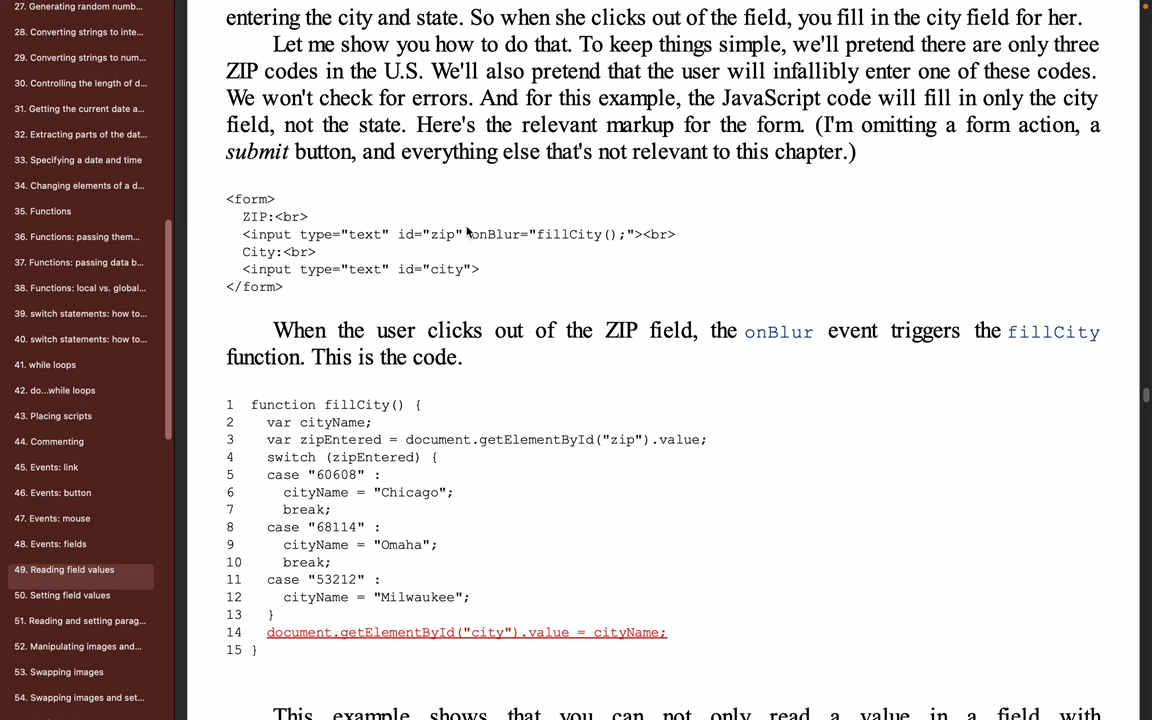 27. Generating random numb...
28. Converting strings to inte...
29. Converting strings to num...
30. Controlling the length of d...
31. Getting the current date a...
32. Extracting parts of the dat...
33. Specifying a date and time
34. Changing elements of a d...
35. Functions
36. Functions: passing them...
37. Functions: passing data b...
38. Functions: local vs. global...
39. switch statements: how to...
40. switch statements: how to...
41. while loops
42. do...while loops
43. Placing scripts
44. Commenting
45. Events: link
46. Events: button
47. Events: mouse
48. Events: fields
49. Reading field values
50. Setting field values
51. Reading and setting parag...
52. Manipulating images and...
53. Swapping images
54. Swapping images and set...
entering the city and state. So when she clicks out of the field, you fill in the city field for her.
Let me show you how to do that. To keep things simple, we'll pretend there are only three
ZIP codes in the U.S. We'll also pretend that the user will infallibly enter one of these codes.
We won't check for errors. And for this example, the JavaScript code will fill in only the city
field, not the state. Here's the relevant markup for the form. (I'm omitting a form action, a
submit button, and everything else that's not relevant to this chapter.)
<form>
ZIP:<br>
<input type="text" id="zip" onBlur="fillCity();"><br>
City:<br>
<input type="text" id="city">
</form>
When the user clicks out of the ZIP field, the onBlur event triggers the fillCity
function. This is the code.
1 function fillCity() {
2 var cityName;
3 var zipEntered = document.getElementById("zip").value;
4 switch (zipEntered) {
5 case "60608" :
6 cityName = "Chicago";
7 break;
8 case "68114" :
9 cityName = "Omaha";
10 break;
11 case "53212" :
12 cityName = "Milwaukee";
13 }
14 document.getElementById("city").value = cityName;
15 }
This example shows that you can not only read a value in a field with